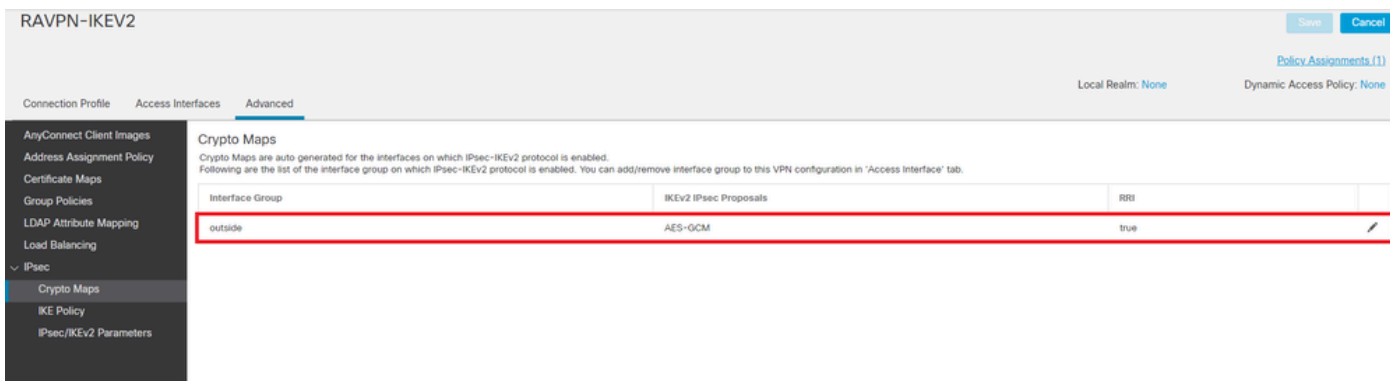 RAVPN-IKEV2
Save
Cancel
Policy Assignments (1)
Local Realm: None
Dynamic Access Policy: None
Connection Profile
Access Interfaces
Advanced
AnyConnect Client Images
Address Assignment Policy
Certificate Maps
Group Policies
LDAP Attribute Mapping
Load Balancing
IPsec
Crypto Maps
IKE Policy
IPsec/IKEv2 Parameters
Crypto Maps
Crypto Maps are auto generated for the interfaces on which IPsec-IKEv2 protocol is enabled.
Following are the list of the interface group on which IPsec-IKEv2 protocol is enabled. You can add/remove interface group to this VPN configuration in 'Access Interface' tab.
Interface Group
IKEv2 IPsec Proposals
RRI
outside
AES-GCM
true